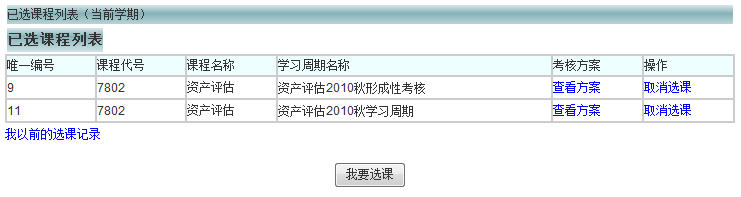 已选课程列表（当前学期）
已选课程列表
唯一编号 课程代号 课程名称 学习周期名称 考核方案 操作
9 7802 资产评估 资产评估2010秋形成性考核 查看方案 取消选课
11 7802 资产评估 资产评估2010秋学习周期 查看方案 取消选课
我以前的选课记录
我要选课